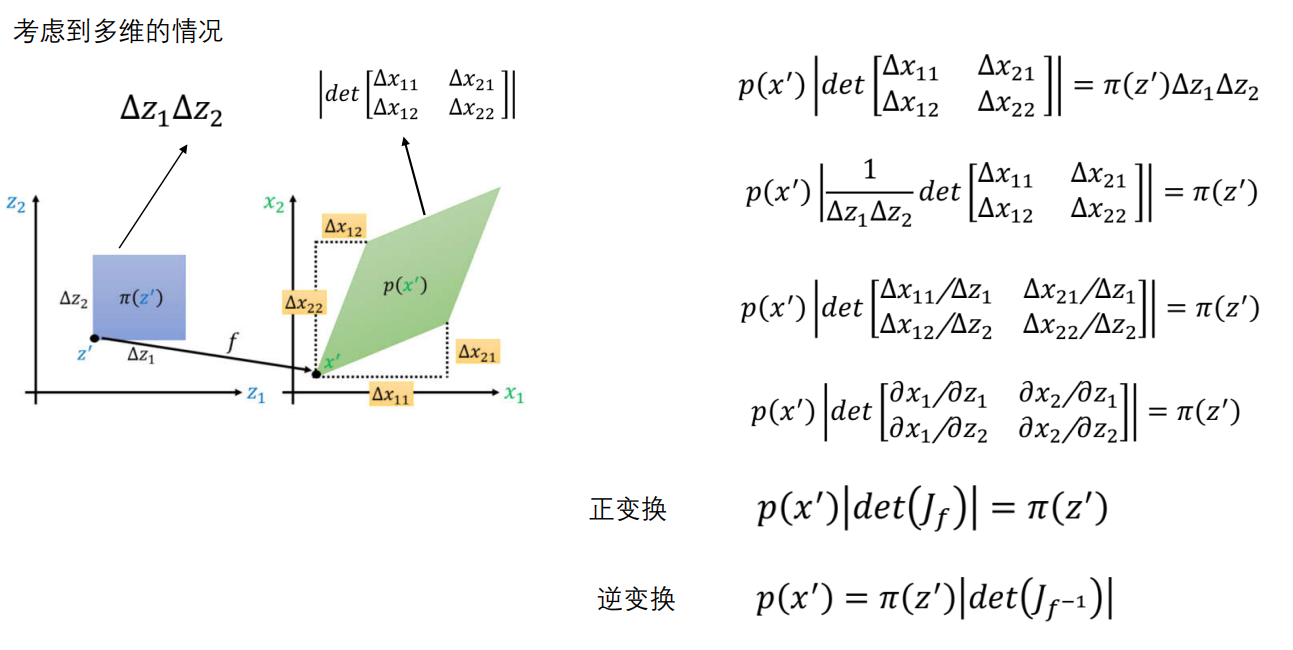 考虑到多维的情况
Δz₁Δz₂
|det [Δx₁₁ Δx₂₁
Δx₁₂ Δx₂₂]|
z₂
Δz₂
π(z′)
z′
Δz₁
z₁
f
x₂
Δx₁₂
Δx₂₂
p(x′)
x′
Δx₂₁
Δx₁₁
x₁
p(x′) |det [Δx₁₁ Δx₂₁
Δx₁₂ Δx₂₂]| = π(z′)Δz₁Δz₂
p(x′) |1/Δz₁Δz₂ det [Δx₁₁ Δx₂₁
Δx₁₂ Δx₂₂]| = π(z′)
p(x′) |det [Δx₁₁/Δz₁ Δx₂₁/Δz₁
Δx₁₂/Δz₂ Δx₂₂/Δz₂]| = π(z′)
p(x′) |det [∂x₁/∂z₁ ∂x₂/∂z₁
∂x₁/∂z₂ ∂x₂/∂z₂]| = π(z′)
正变换 p(x′)|det(J_f)| = π(z′)
逆变换 p(x′) = π(z′)|det(J_f⁻¹)|